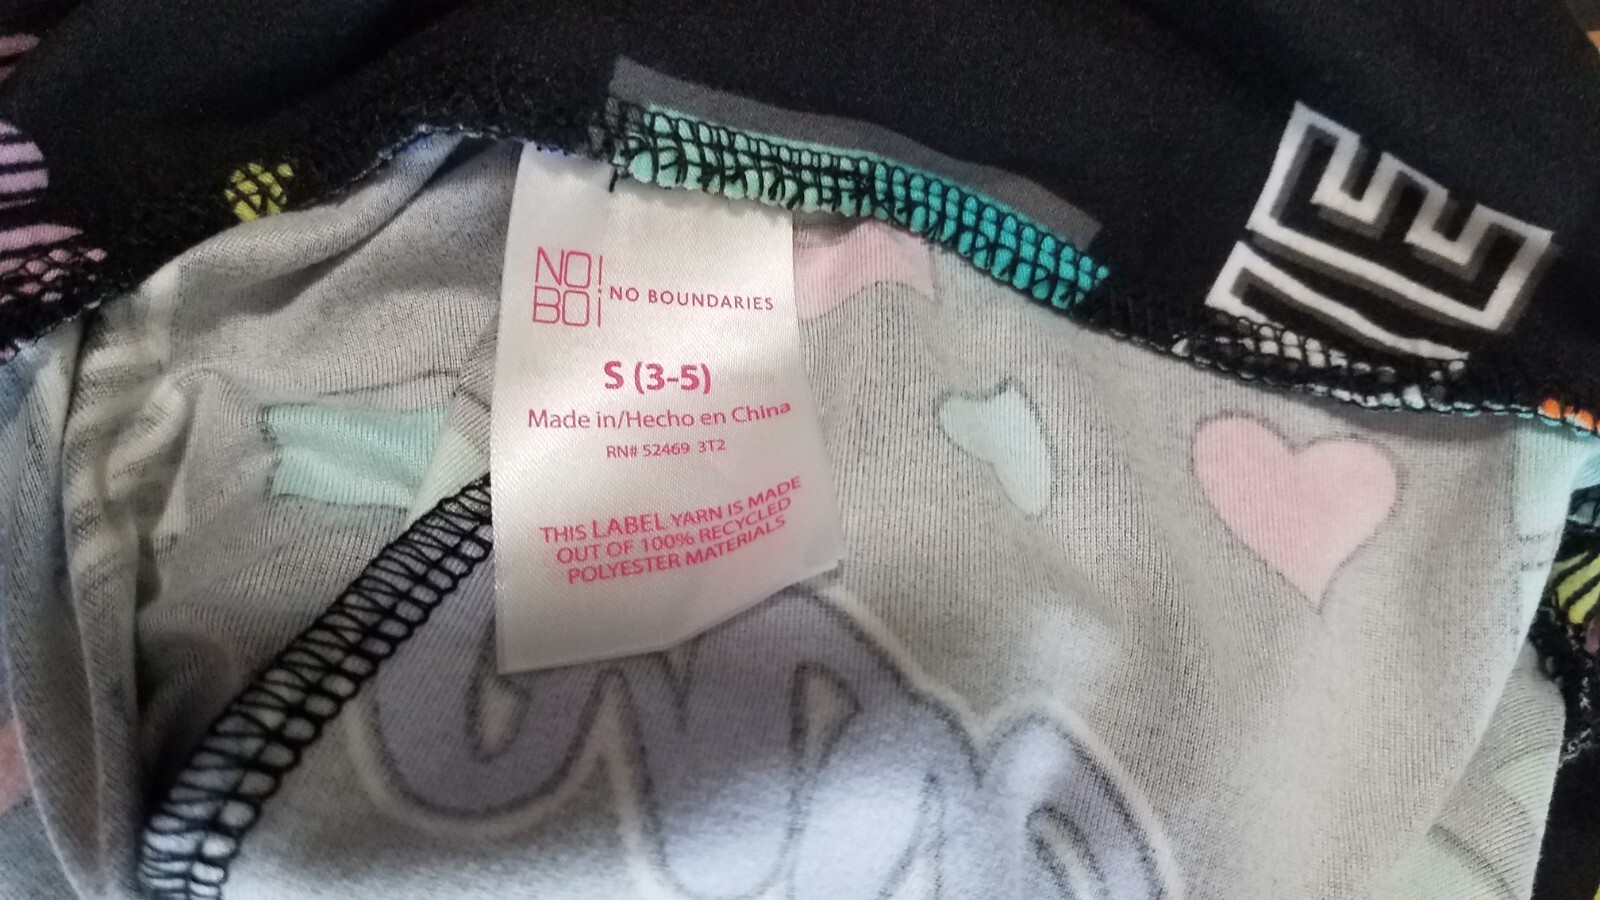 NO!
BO¡
NO BOUNDARIES
S (3-5)
Made in/Hecho en China
RN# 52469 3T2
THIS LABEL YARN IS MADE
OUT OF 100% RECYCLED
POLYESTER MATERIALS